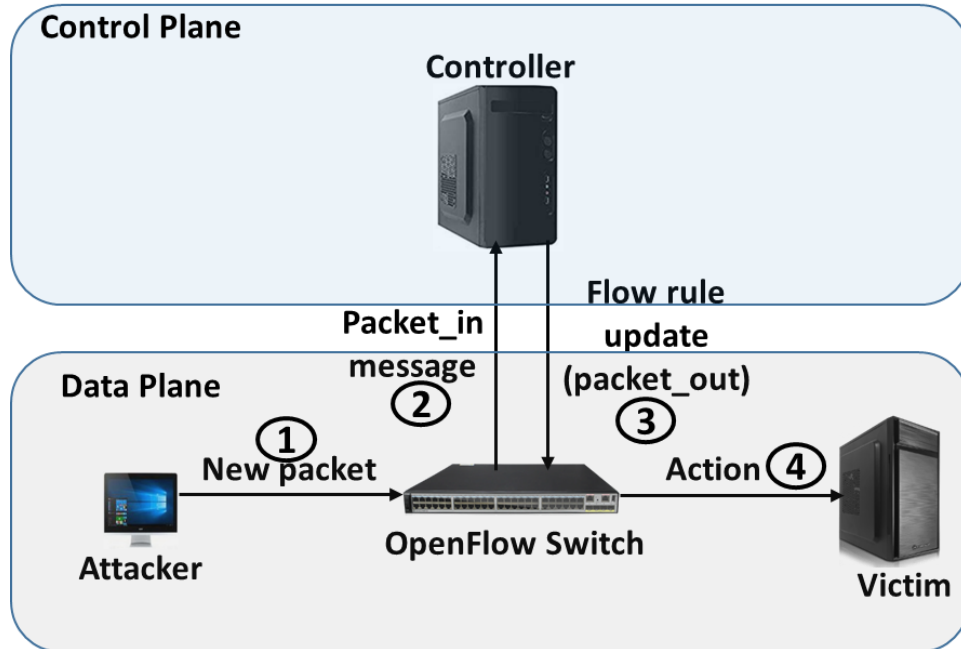 Control Plane
Controller
Packet_in
message
2
Flow rule
update
(packet_out)
3
Data Plane
1
New packet
Action 4
Attacker
OpenFlow Switch
Victim